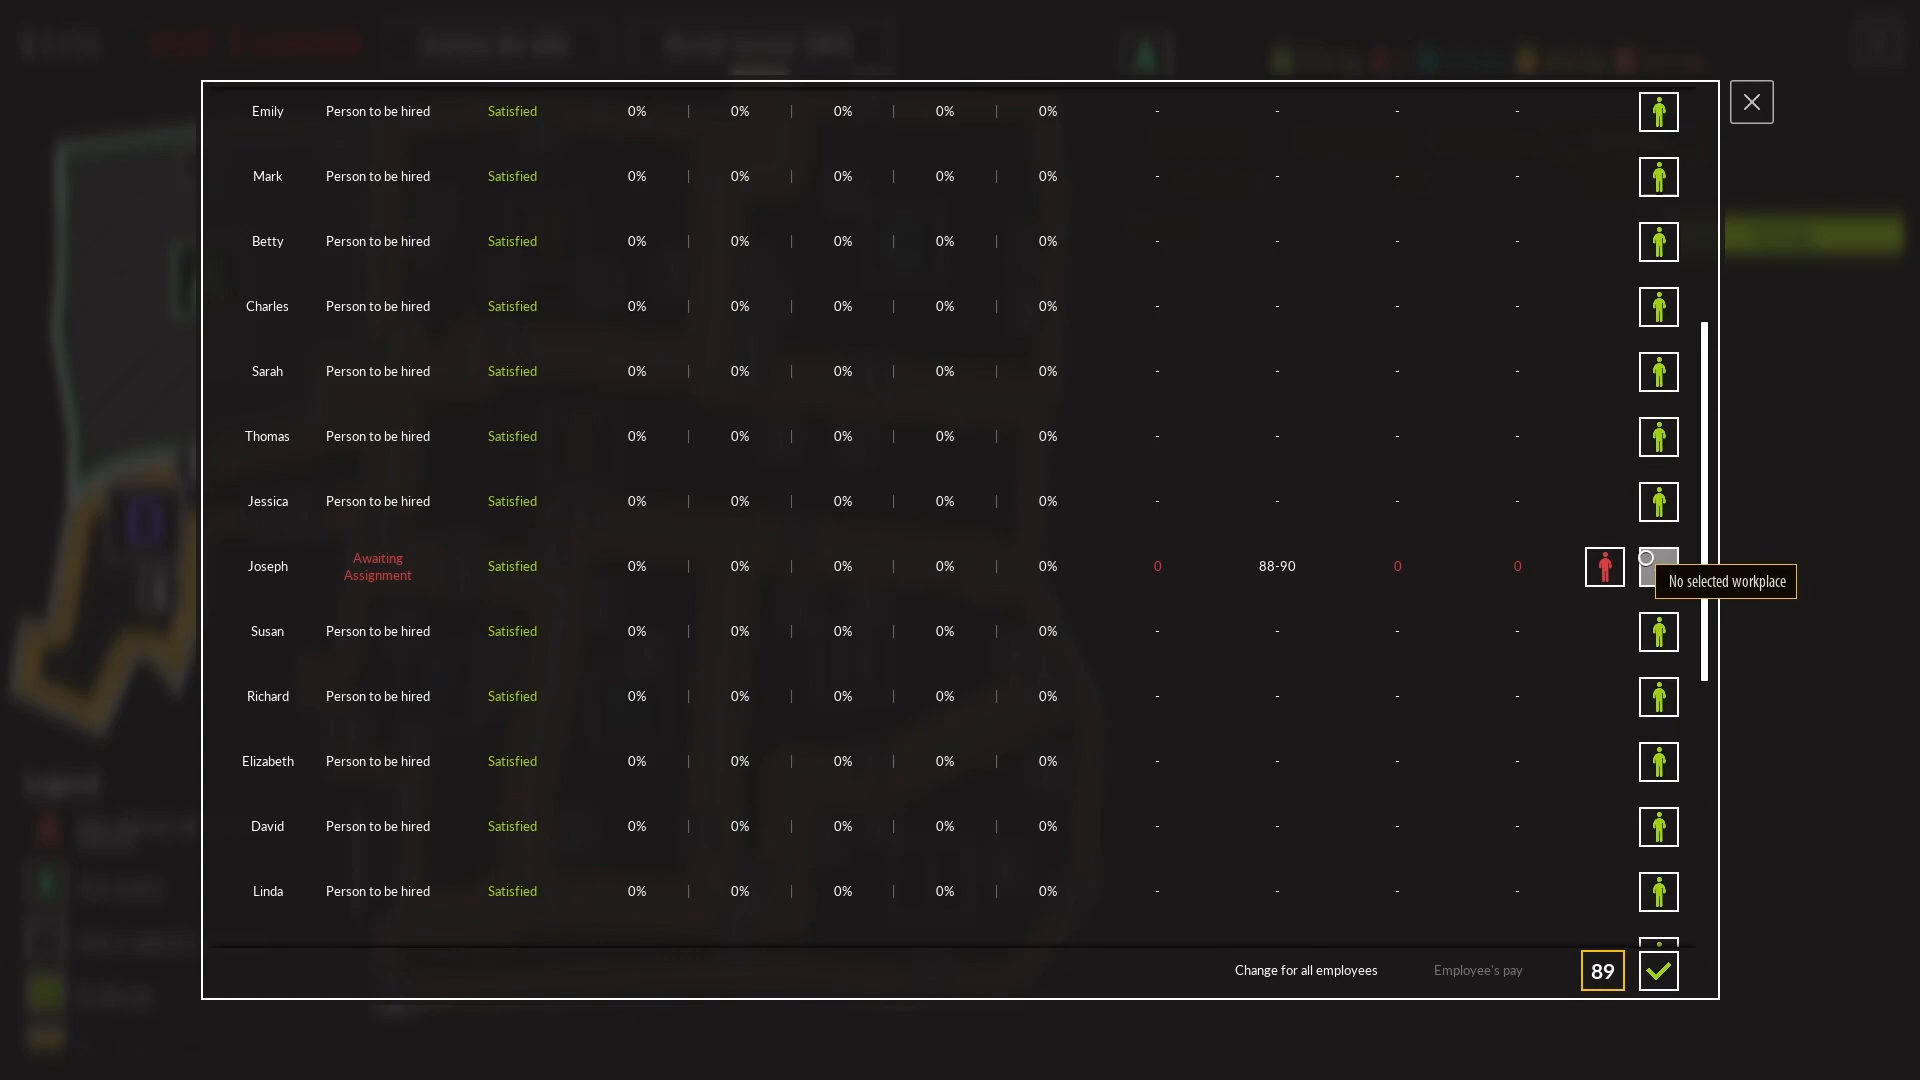 Emily Person to be hired Satisfied 0% | 0% | 0% | 0% | 0% - - - -
Mark Person to be hired Satisfied 0% | 0% | 0% | 0% | 0% - - - -
Betty Person to be hired Satisfied 0% | 0% | 0% | 0% | 0% - - - -
Charles Person to be hired Satisfied 0% | 0% | 0% | 0% | 0% - - - -
Sarah Person to be hired Satisfied 0% | 0% | 0% | 0% | 0% - - - -
Thomas Person to be hired Satisfied 0% | 0% | 0% | 0% | 0% - - - -
Jessica Person to be hired Satisfied 0% | 0% | 0% | 0% | 0% - - - -
Joseph Awaiting Assignment Satisfied 0% 0% 0% 0% 0% 0 88-90 0 0
No selected workplace
Susan Person to be hired Satisfied 0% | 0% | 0% | 0% | 0% - - - -
Richard Person to be hired Satisfied 0% | 0% | 0% | 0% | 0% - - - -
Elizabeth Person to be hired Satisfied 0% | 0% | 0% | 0% | 0% - - - -
David Person to be hired Satisfied 0% | 0% | 0% | 0% | 0% - - - -
Linda Person to be hired Satisfied 0% | 0% | 0% | 0% | 0% - - - -
Change for all employees Employee's pay 89